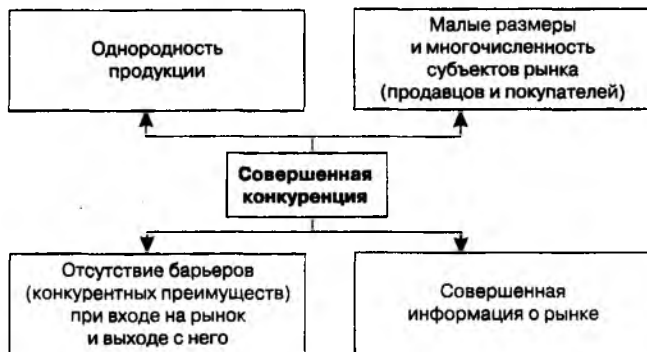 Однородность
продукции
Малые размеры
и многочисленность
субъектов рынка
(продавцов и покупателей)
Совершенная
конкуренция
Отсутствие барьеров
(конкурентных преимуществ)
при входе на рынок
и выходе с него
Совершенная
информация о рынке